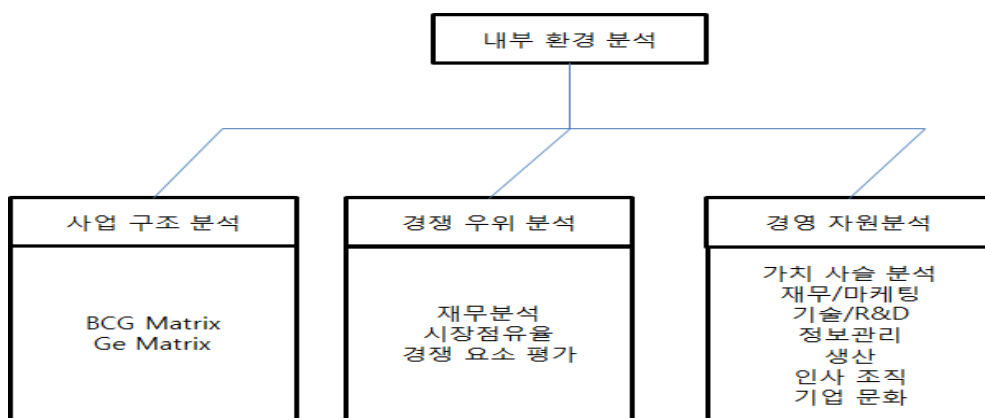 내부 환경 분석
사업 구조 분석
BCG Matrix
Ge Matrix
경쟁 우위 분석
재무분석
시장점유율
경쟁 요소 평가
경영 자원분석
가치 사슬 분석
재무/마케팅
기술/R&D
정보관리
생산
인사 조직
기업 문화